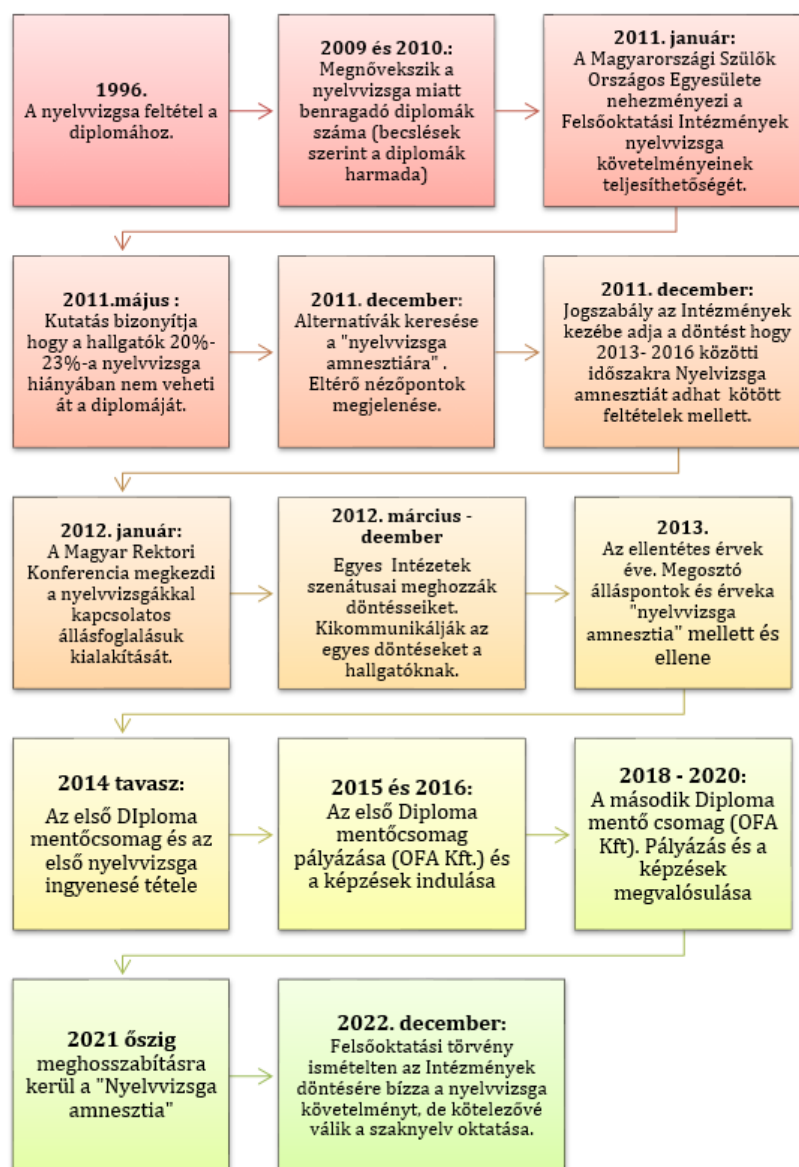 1996.
A nyelvvizgsa feltétel a
diplomához.
2009 és 2010.:
Megnővekszik a
nyelvvizsga miatt
benragadó diplomák
száma (becslések
szerint a diplomák
harmada)
2011. január:
A Magyarországi Szülők
Országos Egyesülete
nehezményezi a
Felsőoktatási Intézmények
nyelvvizsga
követelményeinek
teljesíthetőségét.
2011.május :
Kutatás bizonyítja
hogy a hallgatók 20%-
23%-a nyelvvizsga
hiányában nem veheti
át a diplomáját.
2011. december:
Alternatívák keresése
a "nyelvvizsga
amnesztiára" .
Eltérő nézőpontok
megjelenése.
2011. december:
Jogszabály az Intézmények
kezébe adja a döntést hogy
2013- 2016 közötti
időszakra Nyelvizsga
amnesztiát adhat kötött
feltételek mellett.
2012. január:
A Magyar Rektori
Konferencia megkezdi
a nyelvvizsgákkal
kapcsolatos
állásfoglalásuk
kialakítását.
2012. március -
deember
Egyes Intézetek
szenátusai meghozzák
döntésseiket.
Kikommunikálják az
egyes döntéseket a
hallgatóknak.
2013.
Az ellentétes érvek
éve. Megosztó
álláspontok és érveka
"nyelvvizsga
amnesztia" mellett és
ellene
2014 tavasz:
Az első DIploma
mentőcsomag és az
első nyelvvizsga
ingyenesé tétele
2015 és 2016:
Az első Diploma
mentőcsomag
pályázása (OFA Kft.) és
a képzések indulása
2018 - 2020:
A második Diploma
mentő csomag (OFA
Kft). Pályázás és a
képzések
megvalósulása
2021 őszig
meghosszabításra
kerül a "Nyelvvizsga
amnesztia"
2022. december:
Felsőoktatási törvény
ismételten az Intézmények
döntésére bízza a nyelvvizsga
követelményt, de kötelezővé
válik a szaknyelv oktatása.